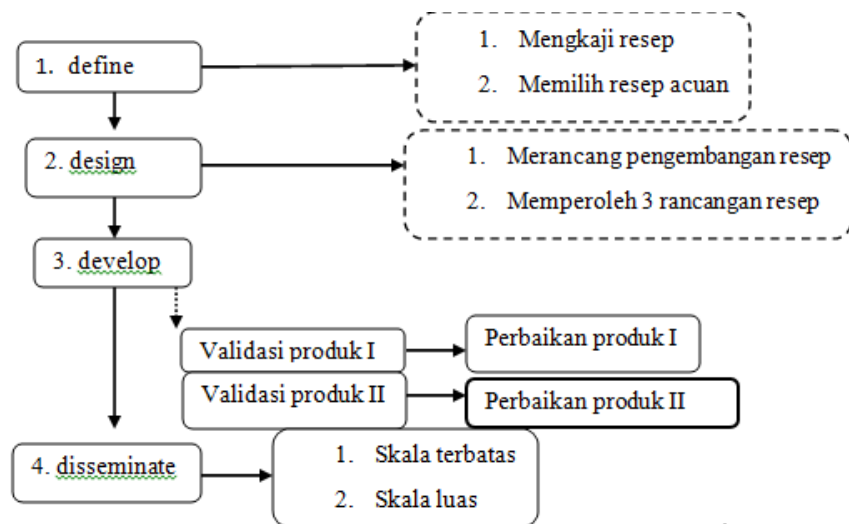 1. define
1. Mengkaji resep
2. Memilih resep acuan
2. design
1. Merancang pengembangan resep
2. Memperoleh 3 rancangan resep
3. develop
Validasi produk I
Perbaikan produk I
Validasi produk II
Perbaikan produk II
4. disseminate
1. Skala terbatas
2. Skala luas